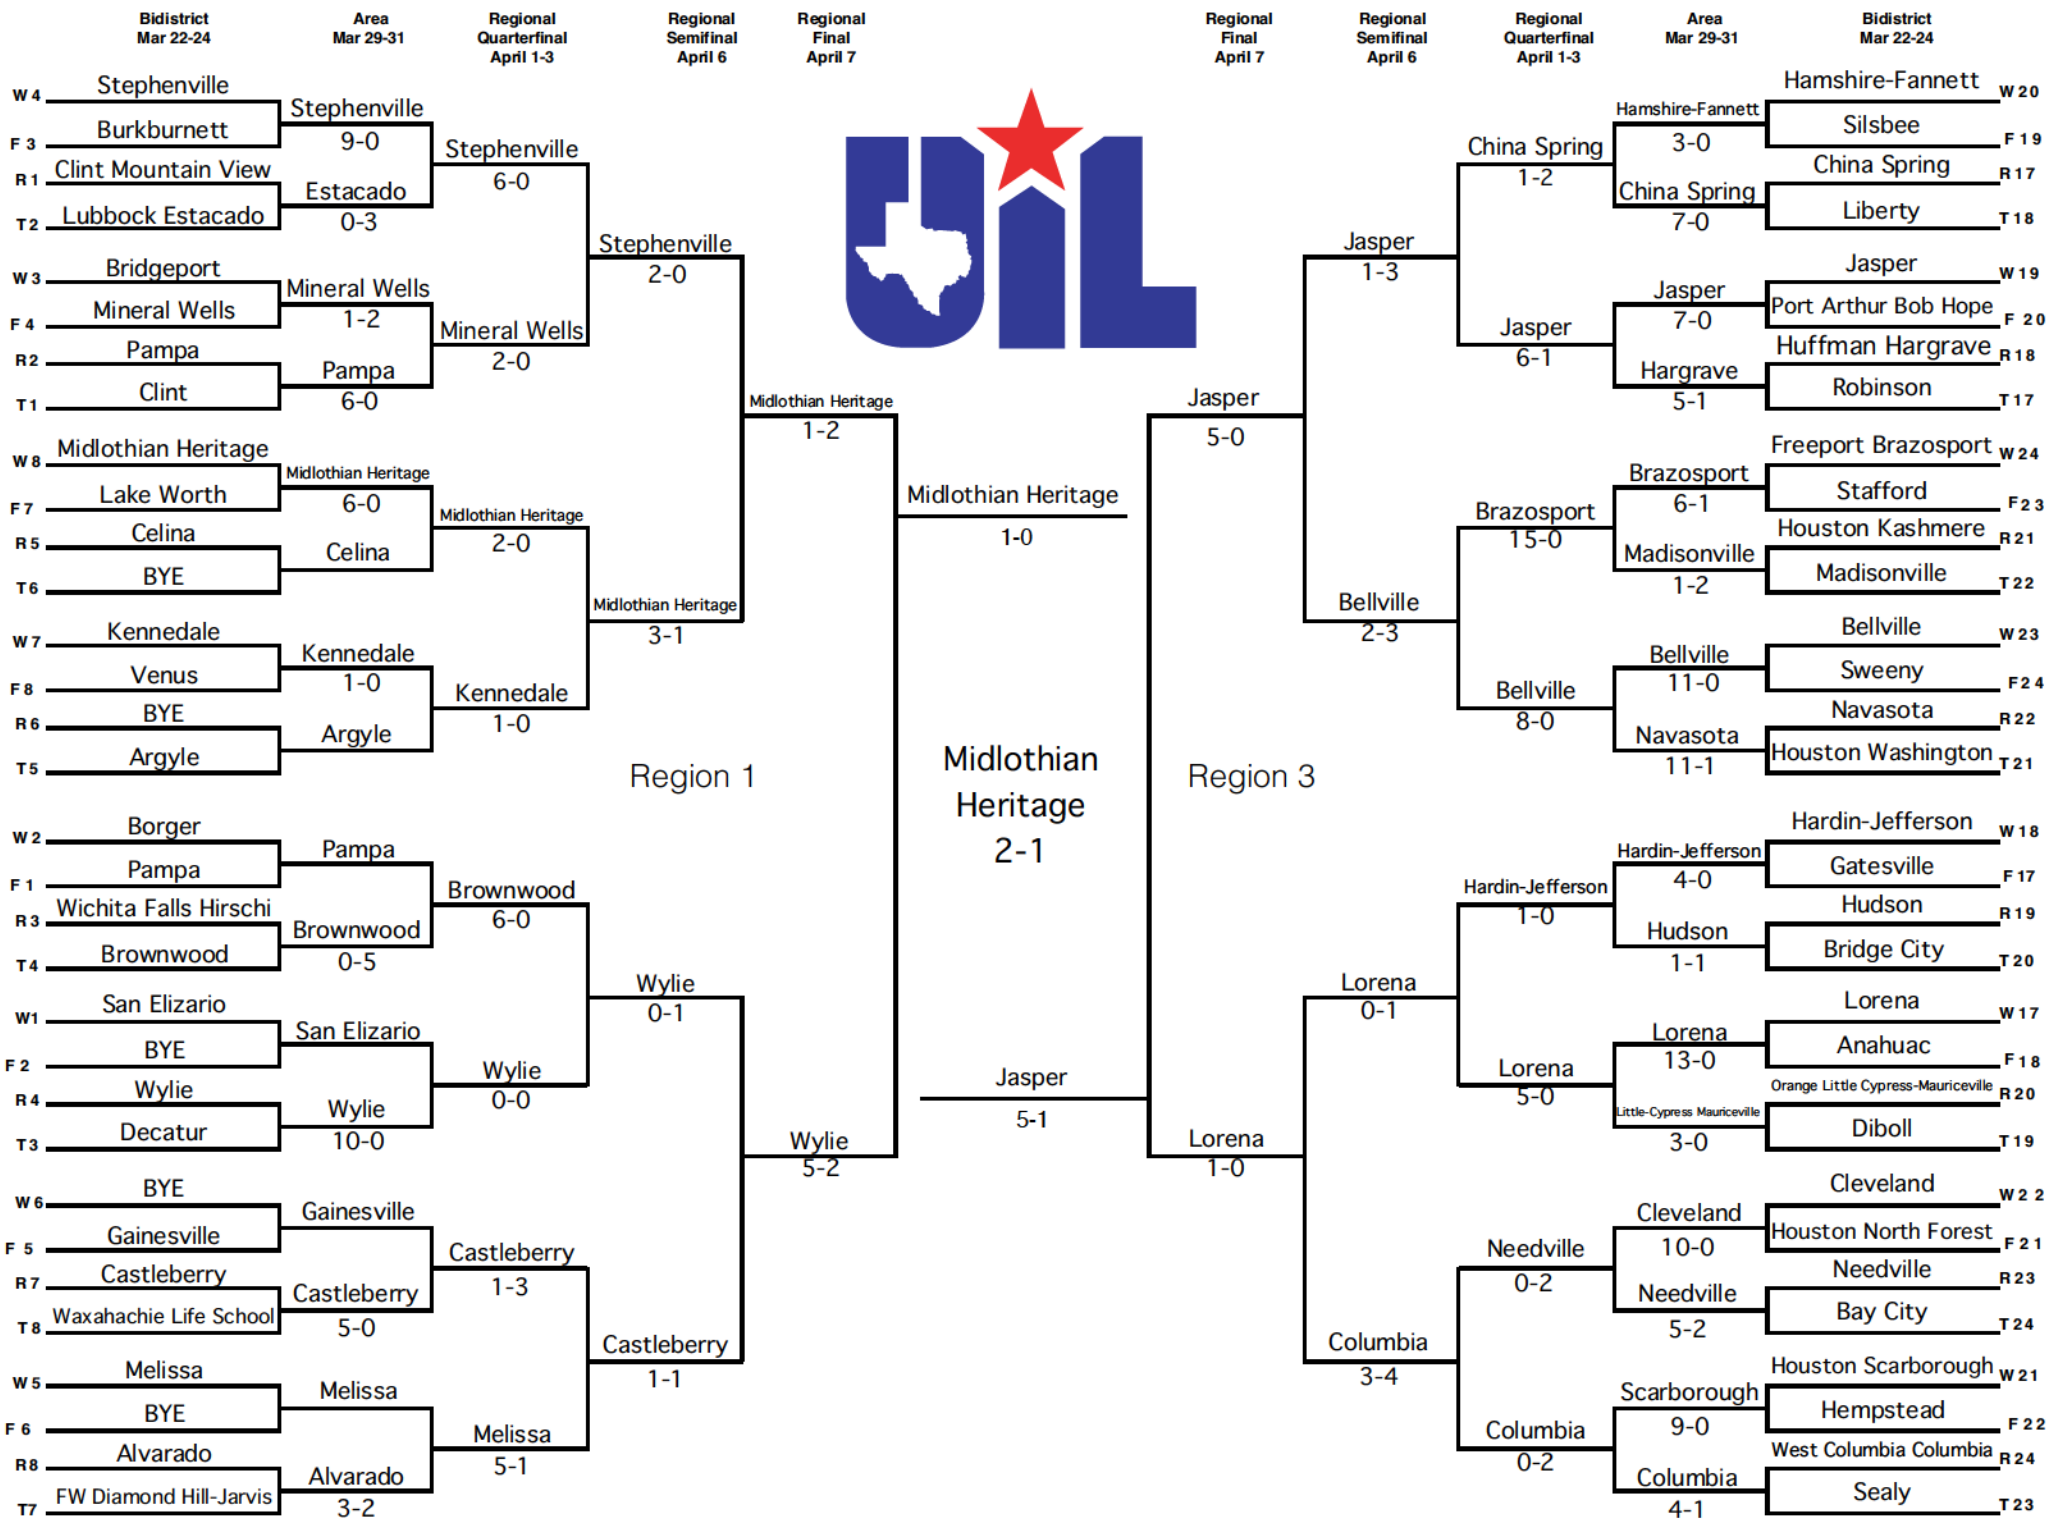 Bidistrict
Mar 22-24
Area
Mar 29-31
Regional
Quarterfinal
April 1-3
Regional
Semifinal
April 6
Regional
Final
April 7
Regional
Final
April 7
Regional
Semifinal
April 6
Regional
Quarterfinal
April 1-3
Area
Mar 29-31
Bidistrict
Mar 22-24
UIL
W 4 Stephenville
F 3 Burkburnett
R 1 Clint Mountain View
T 2 Lubbock Estacado
W 3 Bridgeport
F 4 Mineral Wells
R 2 Pampa
T 1 Clint
W 8 Midlothian Heritage
F 7 Lake Worth
R 5 Celina
T 6 BYE
W 7 Kennedale
F 8 Venus
R 6 BYE
T 5 Argyle
W 2 Borger
F 1 Pampa
R 3 Wichita Falls Hirschi
T 4 Brownwood
W1 San Elizario
F 2 BYE
R 4 Wylie
T 3 Decatur
W 6 BYE
F 5 Gainesville
R 7 Castleberry
T 8 Waxahachie Life School
W 5 Melissa
F 6 BYE
R 8 Alvarado
T7 FW Diamond Hill-Jarvis
Stephenville
9-0
Estacado
0-3
Mineral Wells
1-2
Pampa
6-0
Midlothian Heritage
6-0
Celina
Kennedale
1-0
Argyle
Pampa
Brownwood
0-5
San Elizario
Wylie
10-0
Gainesville
Castleberry
5-0
Melissa
Alvarado
3-2
Stephenville
6-0
Mineral Wells
2-0
Midlothian Heritage
2-0
Kennedale
1-0
Brownwood
6-0
Wylie
0-0
Castleberry
1-3
Melissa
5-1
Stephenville
2-0
Midlothian Heritage
3-1
Region 1
Wylie
0-1
Castleberry
1-1
Midlothian Heritage
1-2
Wylie
5-2
Midlothian Heritage
1-0
Midlothian
Heritage
2-1
Jasper
5-1
Jasper
5-0
Region 3
Lorena
1-0
Jasper
1-3
Bellville
2-3
Lorena
0-1
Columbia
3-4
China Spring
1-2
Jasper
6-1
Brazosport
15-0
Bellville
8-0
Hardin-Jefferson
1-0
Lorena
5-0
Needville
0-2
Columbia
0-2
Hamshire-Fannett
3-0
China Spring
7-0
Jasper
7-0
Hargrave
5-1
Brazosport
6-1
Madisonville
1-2
Bellville
11-0
Navasota
11-1
Hardin-Jefferson
4-0
Hudson
1-1
Lorena
13-0
Little-Cypress Mauriceville
3-0
Cleveland
10-0
Needville
5-2
Scarborough
9-0
Columbia
4-1
Hamshire-Fannett W 20
Silsbee F 19
China Spring R 17
Liberty T 18
Jasper W 19
Port Arthur Bob Hope F 20
Huffman Hargrave R 18
Robinson T 17
Freeport Brazosport W 24
Stafford F 23
Houston Kashmere R 21
Madisonville T 22
Bellville W 23
Sweeny F 24
Navasota R 22
Houston Washington T 21
Hardin-Jefferson W 18
Gatesville F 17
Hudson R 19
Bridge City T 20
Lorena W 17
Anahuac F 18
Orange Little Cypress-Mauriceville R 20
Diboll T 19
Cleveland W 2 2
Houston North Forest F 21
Needville R 23
Bay City T 24
Houston Scarborough W 21
Hempstead F 22
West Columbia Columbia R 24
Sealy T 23